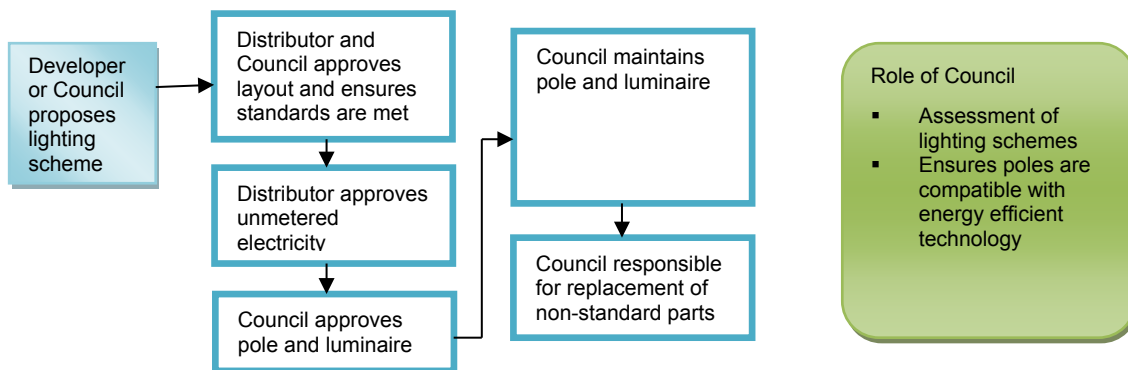 Developer
or Council
proposes
lighting
scheme
Distributor and
Council approves
layout and ensures
standards are met
Distributor approves
unmetered
electricity
Council approves
pole and luminaire
Council maintains
pole and luminaire
Council responsible
for replacement of
non-standard parts
Role of Council
▪ Assessment of
lighting schemes
▪ Ensures poles are
compatible with
energy efficient
technology